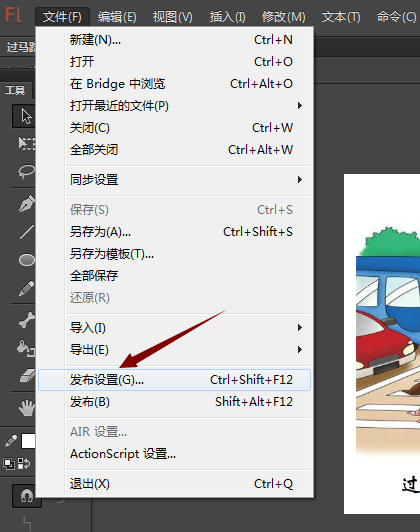 Fl 文件(F) 编辑(E) 视图(V) 插入(I) 修改(M) 文本(T) 命令(C)
过马路
工具
新建(N)... Ctrl+N
打开 Ctrl+O
在 Bridge 中浏览 Ctrl+Alt+O
打开最近的文件(P)
关闭(C) Ctrl+W
全部关闭 Ctrl+Alt+W
同步设置
保存(S) Ctrl+S
另存为(A)... Ctrl+Shift+S
另存为模板(T)...
全部保存
还原(R)
导入(I)
导出(E)
发布设置(G)... Ctrl+Shift+F12
发布(B) Shift+Alt+F12
AIR 设置...
ActionScript 设置...
退出(X) Ctrl+Q
过